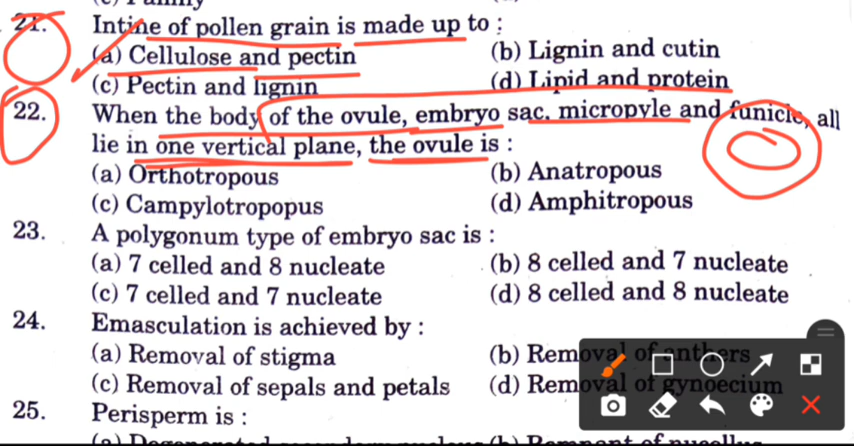 21. Intine of pollen grain is made up to :
(a) Cellulose and pectin (b) Lignin and cutin
(c) Pectin and lignin (d) Lipid and protein
22. When the body of the ovule, embryo sac, micropyle and funicle, all
lie in one vertical plane, the ovule is :
(a) Orthotropous (b) Anatropous
(c) Campylotropopus (d) Amphitropous
23. A polygonum type of embryo sac is :
(a) 7 celled and 8 nucleate (b) 8 celled and 7 nucleate
(c) 7 celled and 7 nucleate (d) 8 celled and 8 nucleate
24. Emasculation is achieved by :
(a) Removal of stigma (b) Removal of anthers
(c) Removal of sepals and petals (d) Removal of gynoecium
25. Perisperm is :